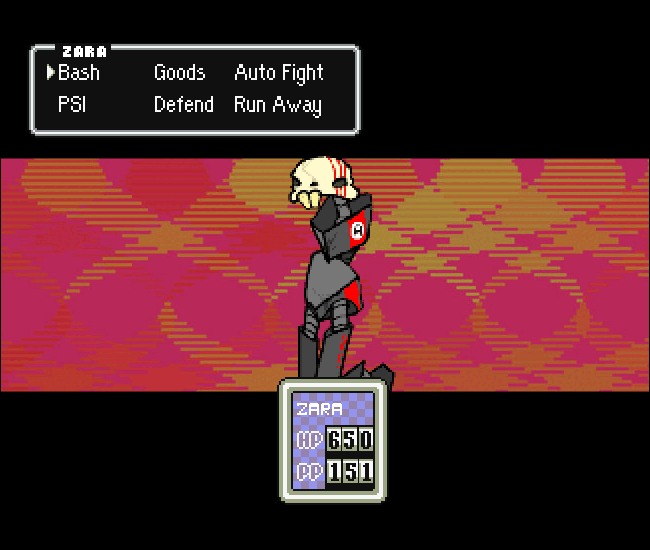 ZARA
Bash Goods Auto Fight
PSI Defend Run Away
A
ZARA
HP 650
PP 151